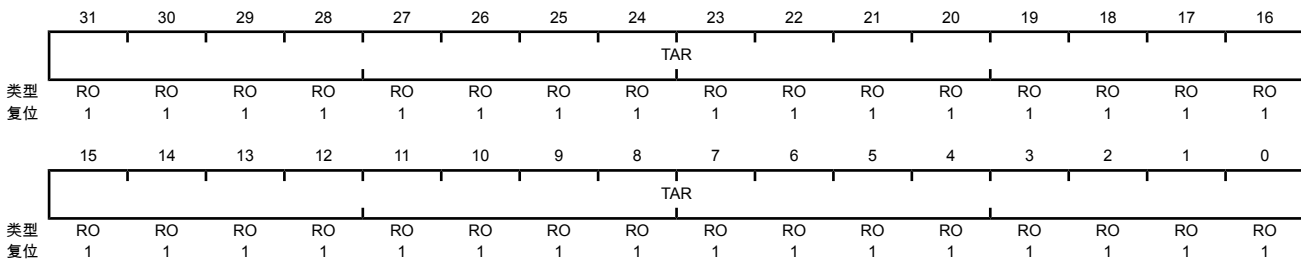 31 30 29 28 27 26 25 24 23 22 21 20 19 18 17 16
TAR
类型 RO RO RO RO RO RO RO RO RO RO RO RO RO RO RO RO
复位 1 1 1 1 1 1 1 1 1 1 1 1 1 1 1 1
15 14 13 12 11 10 9 8 7 6 5 4 3 2 1 0
TAR
类型 RO RO RO RO RO RO RO RO RO RO RO RO RO RO RO RO
复位 1 1 1 1 1 1 1 1 1 1 1 1 1 1 1 1